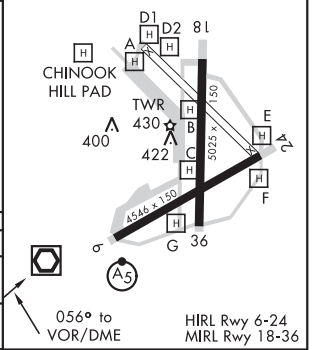 D1
D2
18
A
H
H
H
H
CHINOOK
HILL PAD
TWR
430
400
422
150
5025 x
H
B
C
H
E
H
24
H
F
4546 x 150
6
H
G
36
A5
056° to
VOR/DME
HIRL Rwy 6-24
MIRL Rwy 18-36